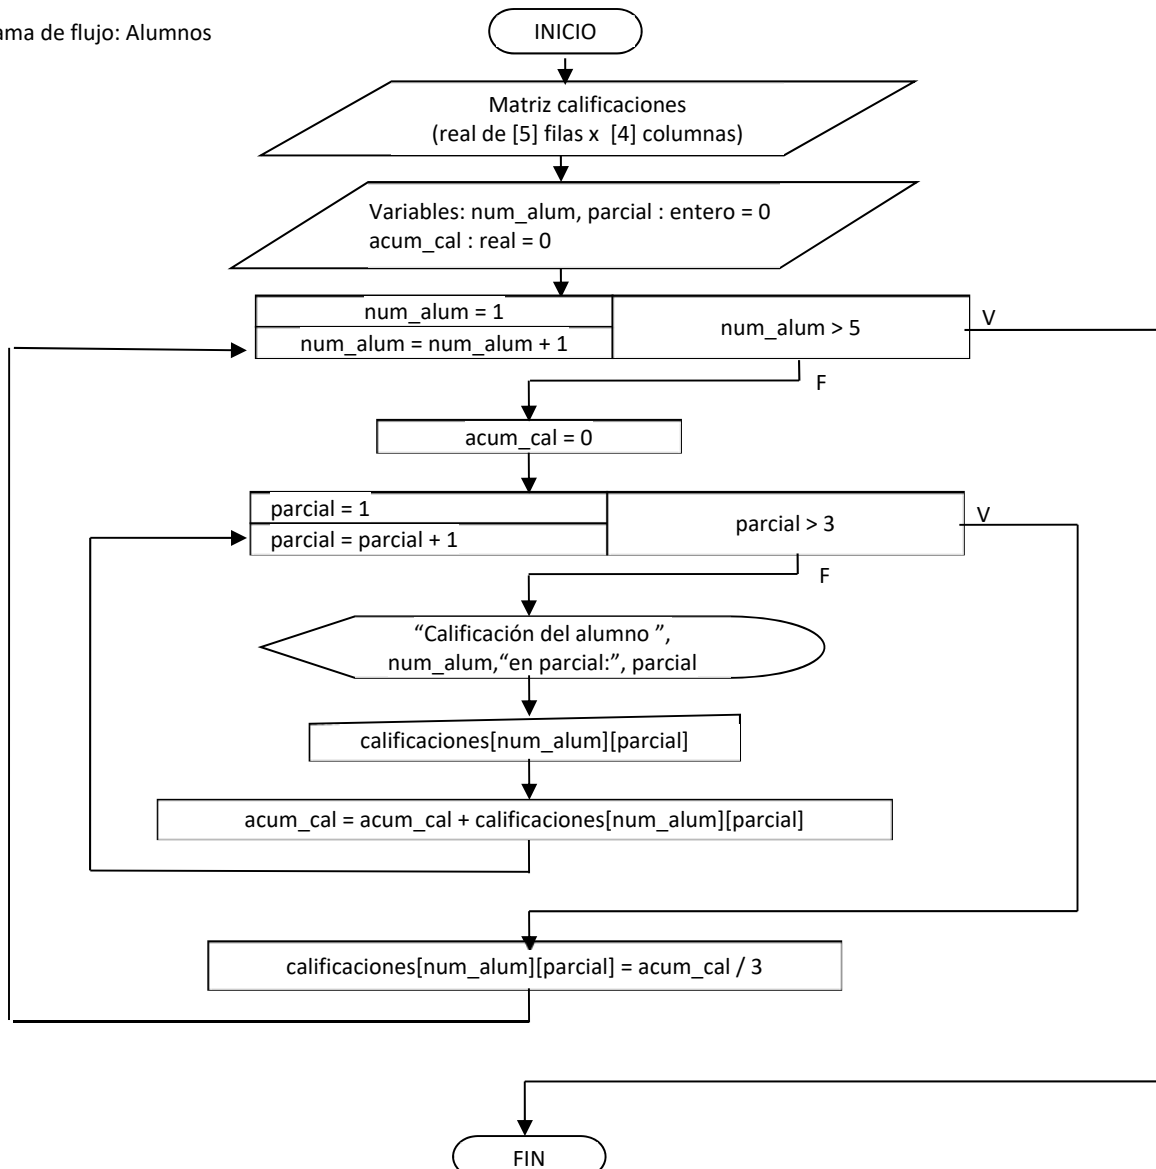 ama de flujo: Alumnos
INICIO
Matriz calificaciones
(real de [5] filas x [4] columnas)
Variables: num_alum, parcial : entero = 0
acum_cal : real = 0
num_alum = 1
num_alum = num_alum + 1
num_alum > 5
V
F
acum_cal = 0
parcial = 1
parcial = parcial + 1
parcial > 3
V
F
“Calificación del alumno ”,
num_alum,“en parcial:”, parcial
calificaciones[num_alum][parcial]
acum_cal = acum_cal + calificaciones[num_alum][parcial]
calificaciones[num_alum][parcial] = acum_cal / 3
FIN